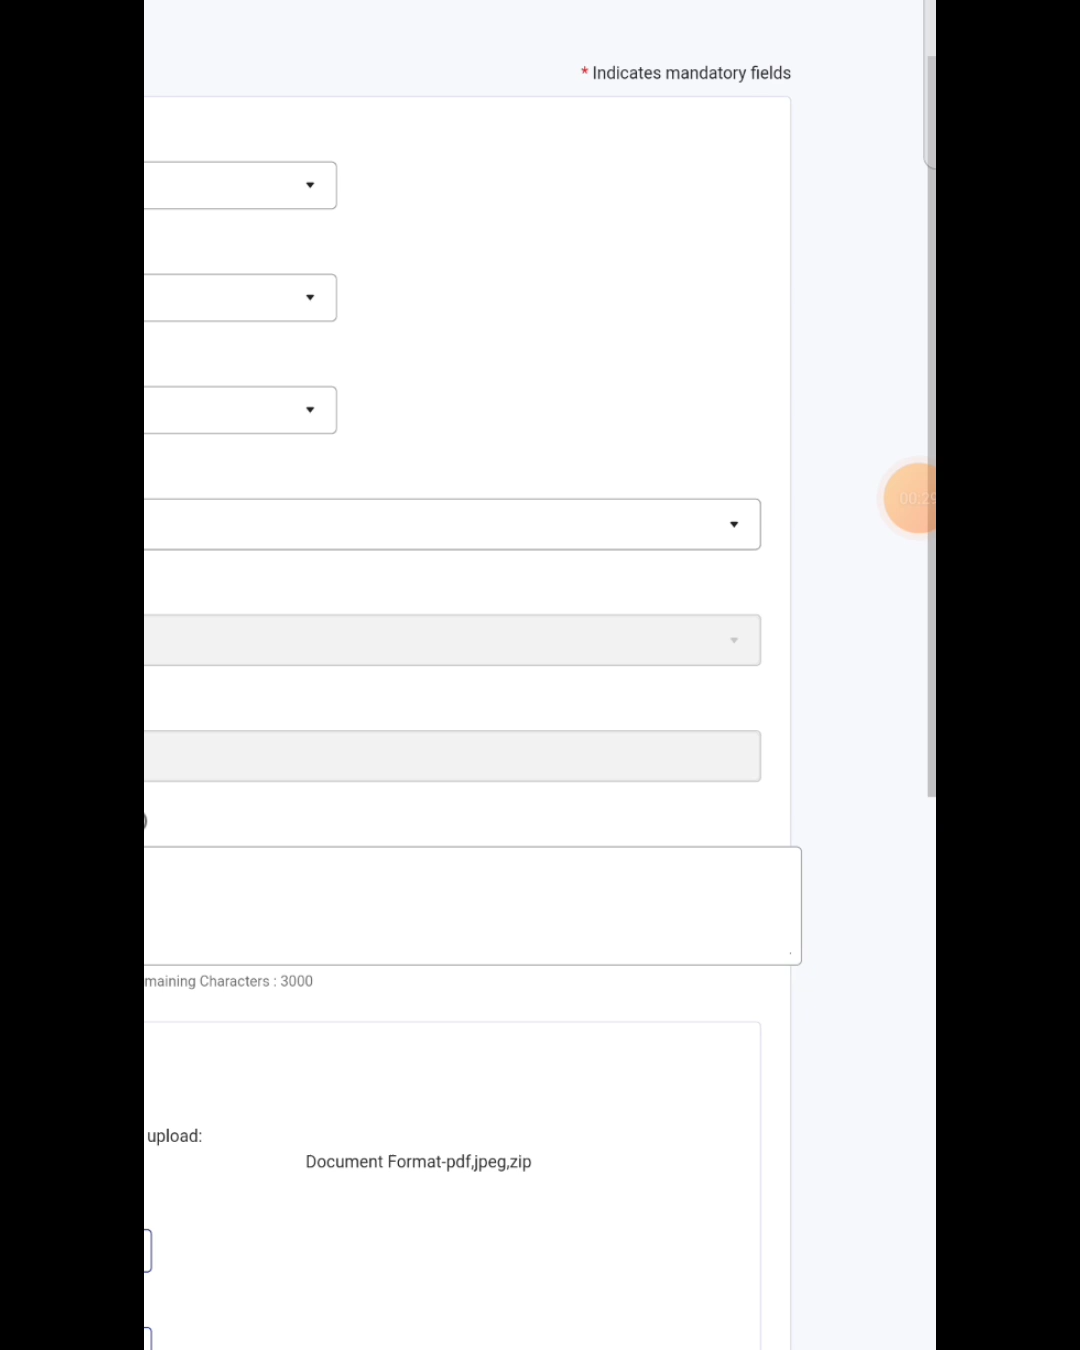 * Indicates mandatory fields
maining Characters : 3000
upload:
Document Format-pdf,jpeg,zip